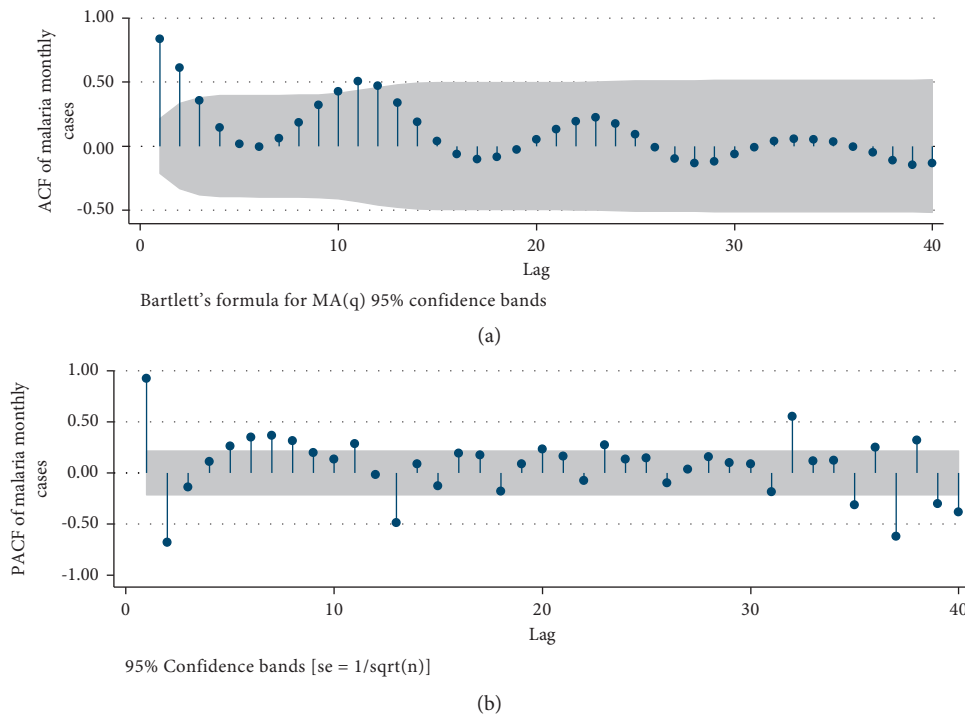 1.00
0.50
0.00
-0.50
ACF of malaria monthly
cases
0
10
20
30
40
Lag
Bartlett's formula for MA(q) 95% confidence bands
(a)
1.00
0.50
0.00
-0.50
-1.00
PACF of malaria monthly
cases
0
10
20
30
40
Lag
95% Confidence bands [se = 1/sqrt(n)]
(b)